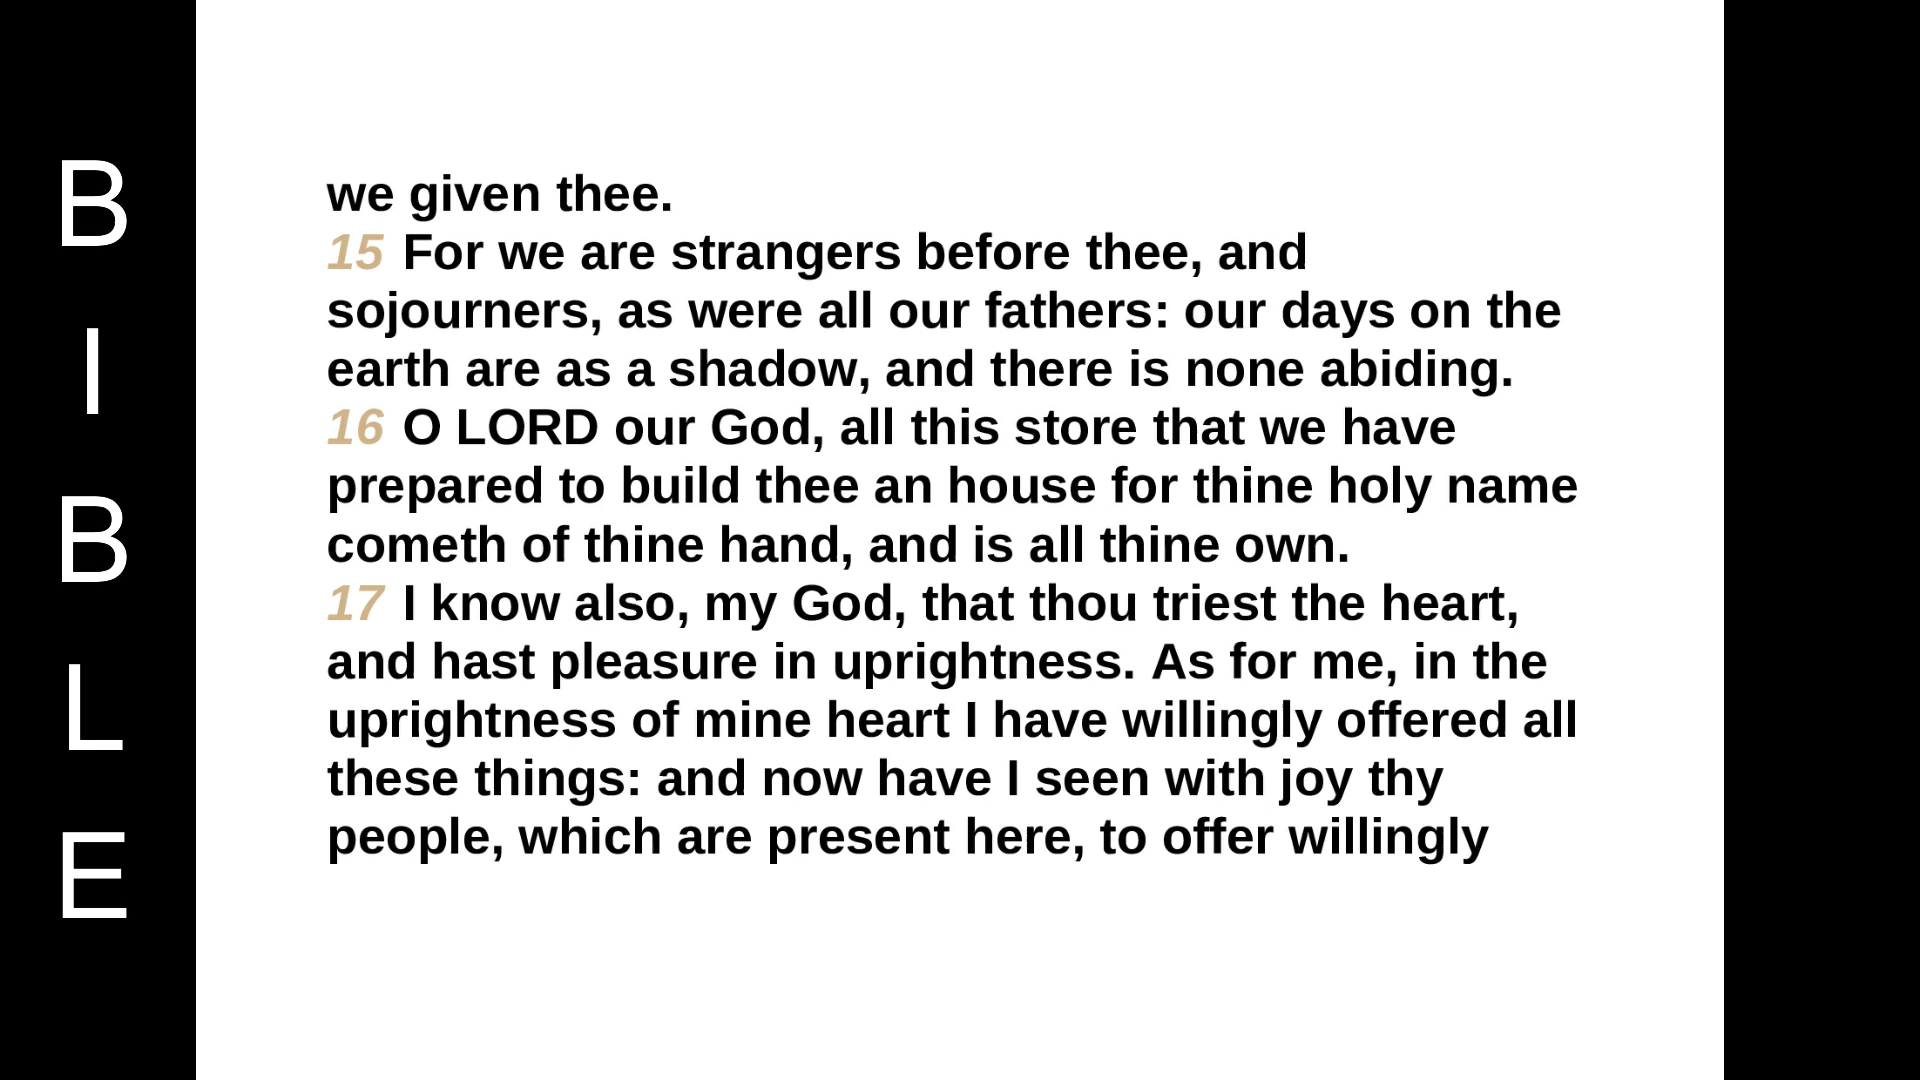 BIBLE
we given thee.
15 For we are strangers before thee, and
sojourners, as were all our fathers: our days on the
earth are as a shadow, and there is none abiding.
16 O LORD our God, all this store that we have
prepared to build thee an house for thine holy name
cometh of thine hand, and is all thine own.
17 I know also, my God, that thou triest the heart,
and hast pleasure in uprightness. As for me, in the
uprightness of mine heart I have willingly offered all
these things: and now have I seen with joy thy
people, which are present here, to offer willingly